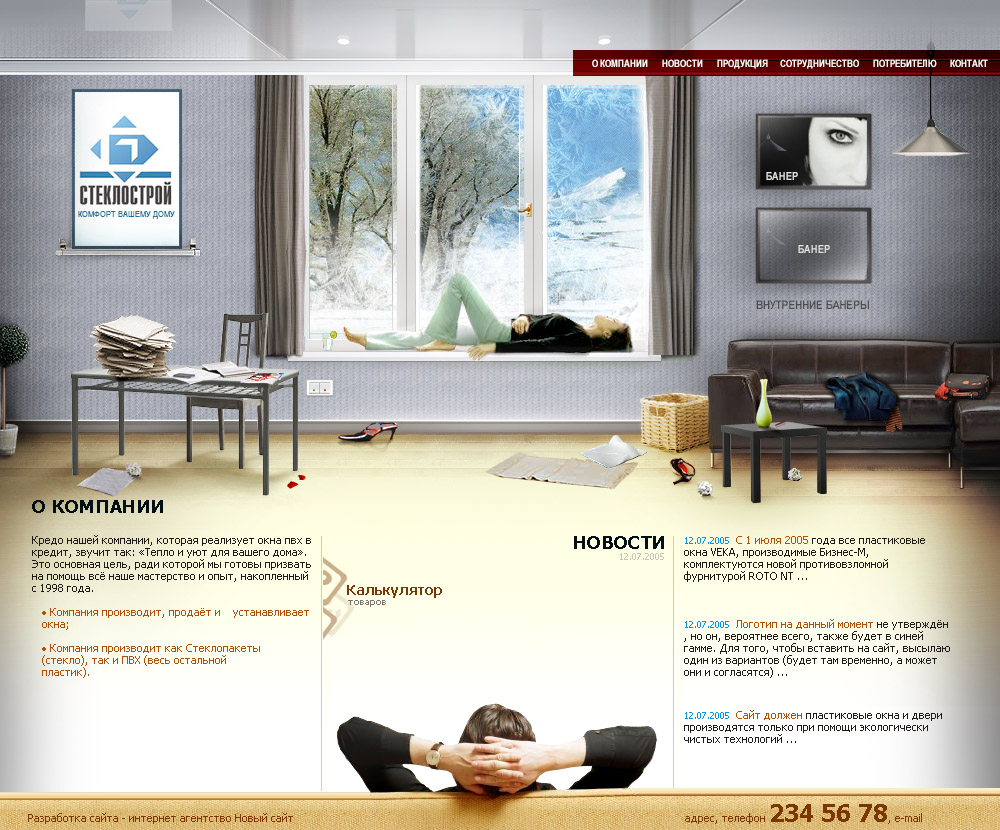 О КОМПАНИИ НОВОСТИ ПРОДУКЦИЯ СОТРУДНИЧЕСТВО ПОТРЕБИТЕЛЮ КОНТАКТ
СТЕКЛОСТРОЙ
КОМФОРТ ВАШЕМУ ДОМУ
БАНЕР
БАНЕР
ВНУТРЕННИЕ БАНЕРЫ
О КОМПАНИИ
Кредо нашей компании, которая реализует окна пвх в
кредит, звучит так: «Тепло и уют для вашего дома».
Это основная цель, ради которой мы готовы призвать
на помощь всё наше мастерство и опыт, накопленный
с 1998 года.
• Компания производит, продаёт и устанавливает
окна;
• Компания производит как Стеклопакеты
(стекло), так и ПВХ (весь остальной
пластик).
Калькулятор
товаров
НОВОСТИ
12.07.2005
12.07.2005 С 1 июля 2005 года все пластиковые
окна VEKA, производимые Бизнес-М,
комплектуются новой противовзломной
фурнитурой ROTO NT ...
12.07.2005 Логотип на данный момент не утверждён
, но он, вероятнее всего, также будет в синей
гамме. Для того, чтобы вставить на сайт, высылаю
один из вариантов (будет там временно, а может
они и согласятся) ...
12.07.2005 Сайт должен пластиковые окна и двери
производятся только при помощи экологически
чистых технологий ...
Разработка сайта - интернет агентство Новый сайт
адрес, телефон 234 56 78, e-mail